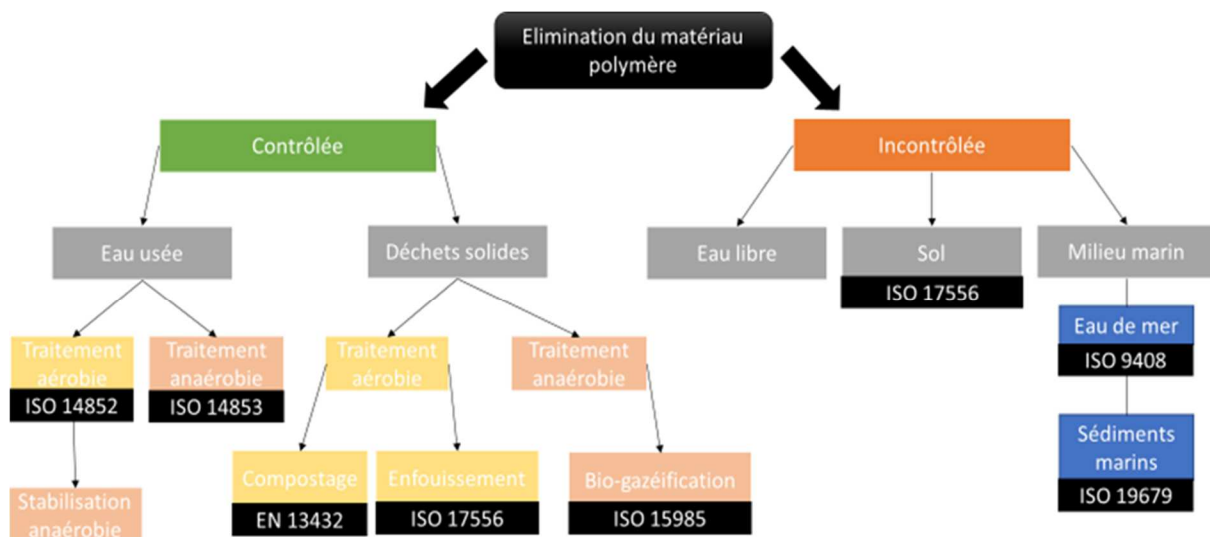 Elimination du matériau
polymère
Contrôlée
Incontrôlée
Eau usée
Déchets solides
Eau libre
Sol
ISO 17556
Milieu marin
Traitement
aérobie
ISO 14852
Traitement
anaérobie
ISO 14853
Traitement
aérobie
Traitement
anaérobie
Eau de mer
ISO 9408
Stabilisation
anaérobie
Compostage
EN 13432
Enfouissement
ISO 17556
Bio-gazéification
ISO 15985
Sédiments
marins
ISO 19679